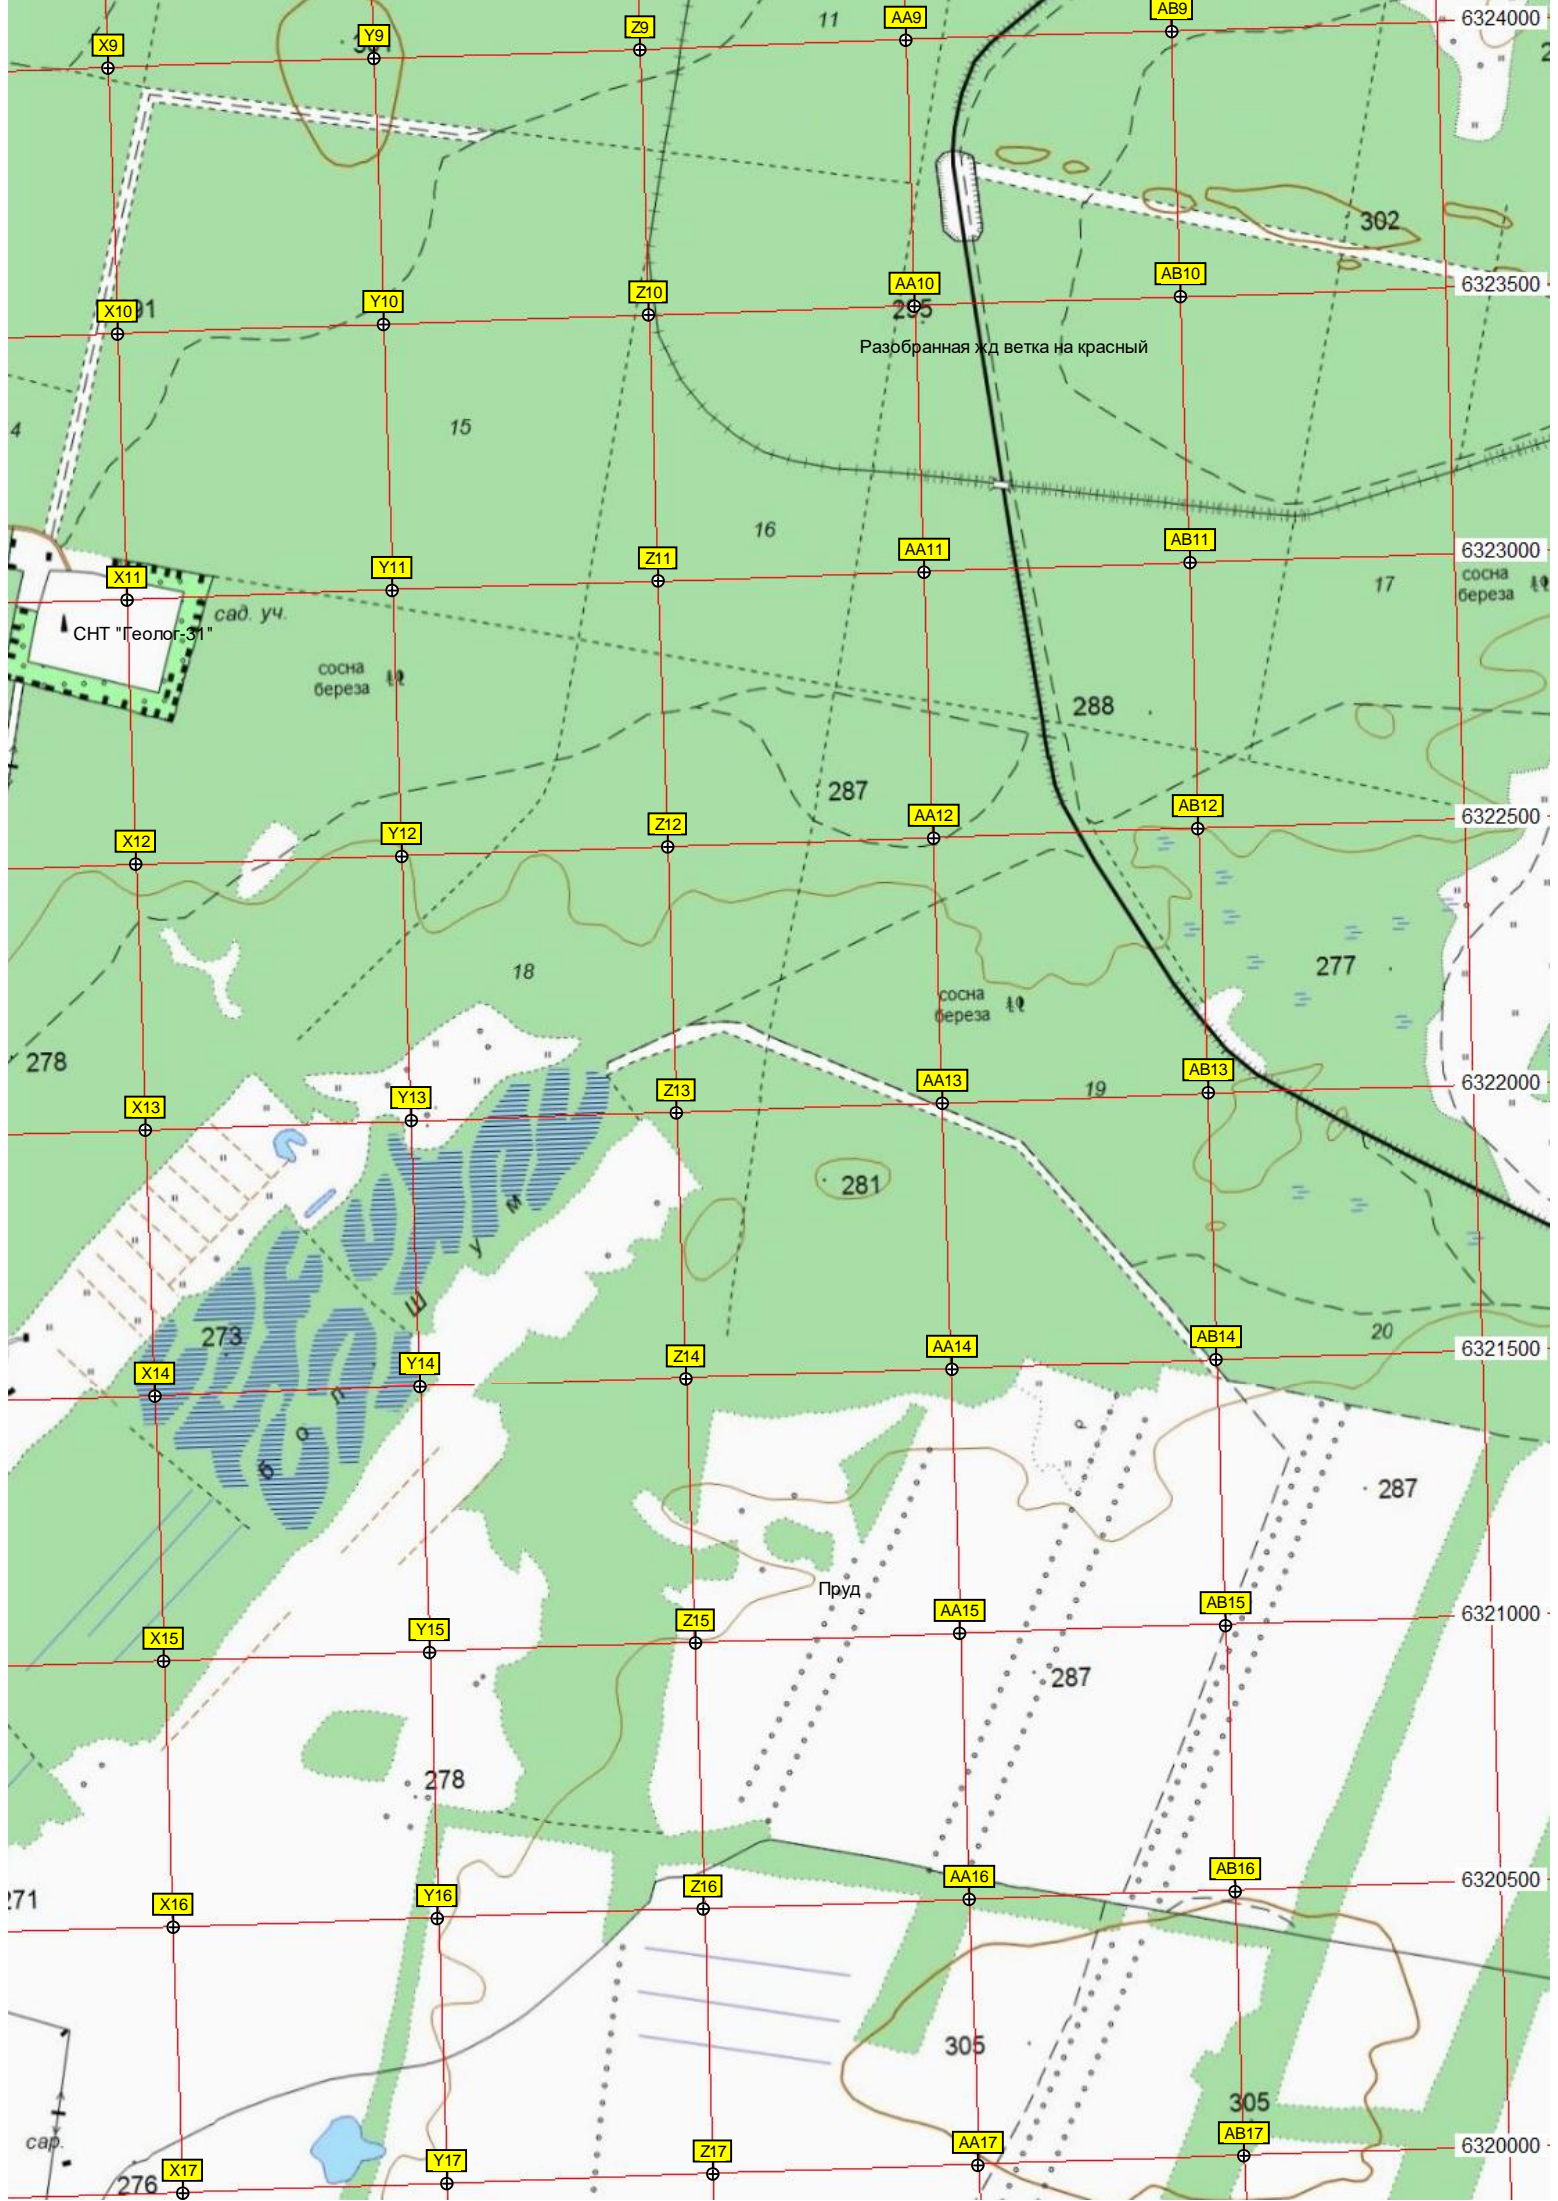 11
AB9
6324000
AA9
Z9
Y9
X9
302
6323500
AB10
AA10
295
Z10
Y10
X10
Разобранная жд ветка на красный
4
15
16
6323000
AB11
AA11
Z11
Y11
X11
17
сосна
береза
сад. уч.
СНТ "Геолог-31"
сосна
береза
288
287
6322500
AB12
AA12
Z12
Y12
X12
18
277
сосна
береза
278
6322000
AB13
19
AA13
Z13
Y13
X13
281
болШум
273
20
6321500
AB14
AA14
Z14
Y14
X14
р
287
Пруд
6321000
AB15
AA15
Z15
Y15
X15
287
278
6320500
AB16
AA16
Z16
Y16
X16
271
305
305
сар.
6320000
AB17
AA17
Z17
Y17
X17
276